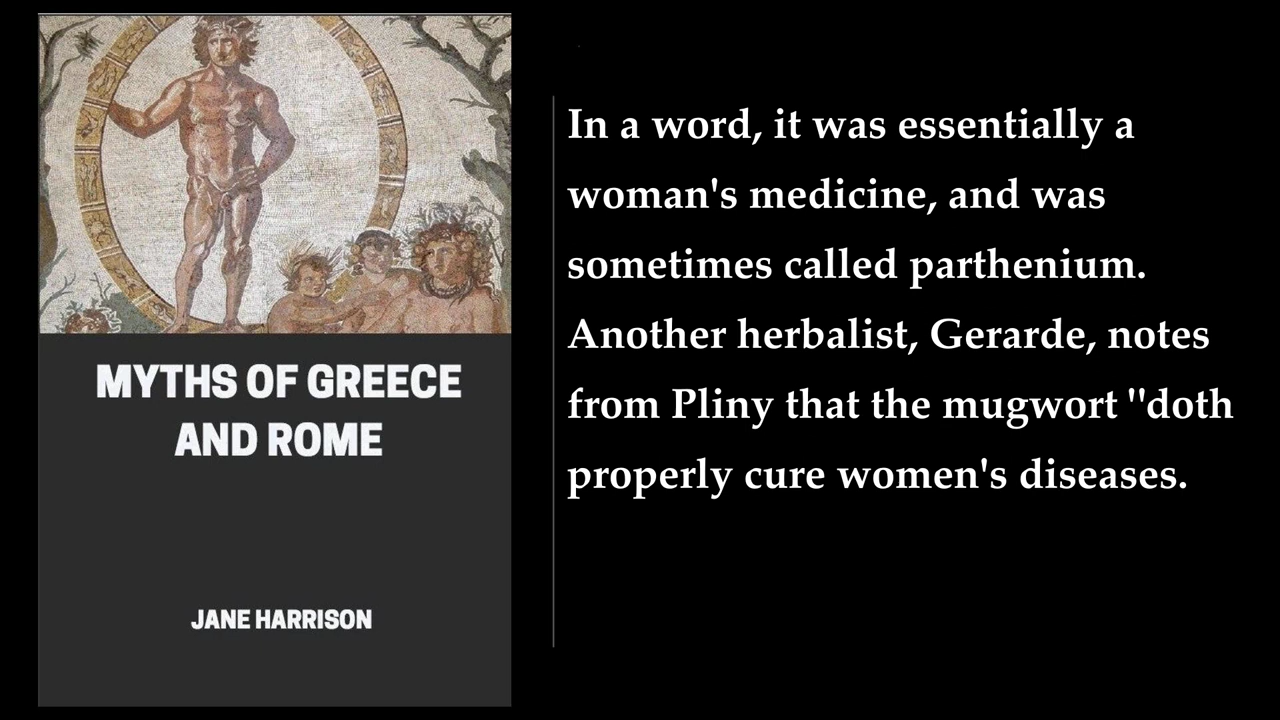 MYTHS OF GREECE
AND ROME
JANE HARRISON
In a word, it was essentially a
woman's medicine, and was
sometimes called parthenium.
Another herbalist, Gerarde, notes
from Pliny that the mugwort "doth
properly cure women's diseases.